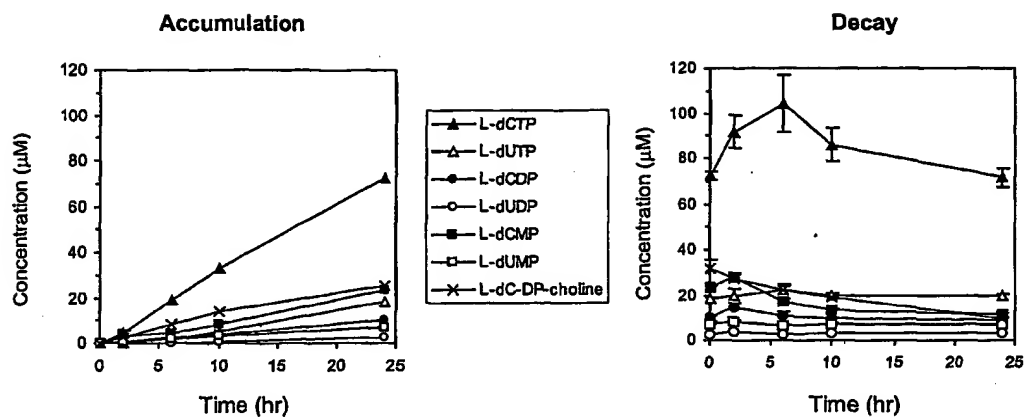 Accumulation
Concentration (µM)
120
100
80
60
40
20
0
0 5 10 15 20 25
Time (hr)
L-dCTP
L-dUTP
L-dCDP
L-dUDP
L-dCMP
L-dUMP
L-dC-DP-choline
Decay
Concentration (µM)
120
100
80
60
40
20
0
0 5 10 15 20 25
Time (hr)